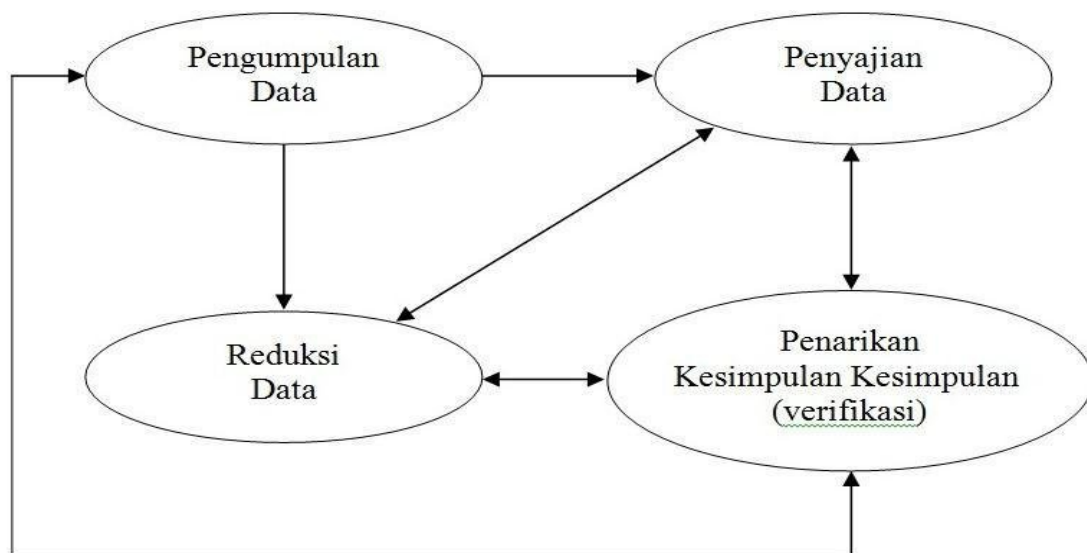 Pengumpulan
Data
Penyajian
Data
Reduksi
Data
Penarikan
Kesimpulan Kesimpulan
(verifikasi)